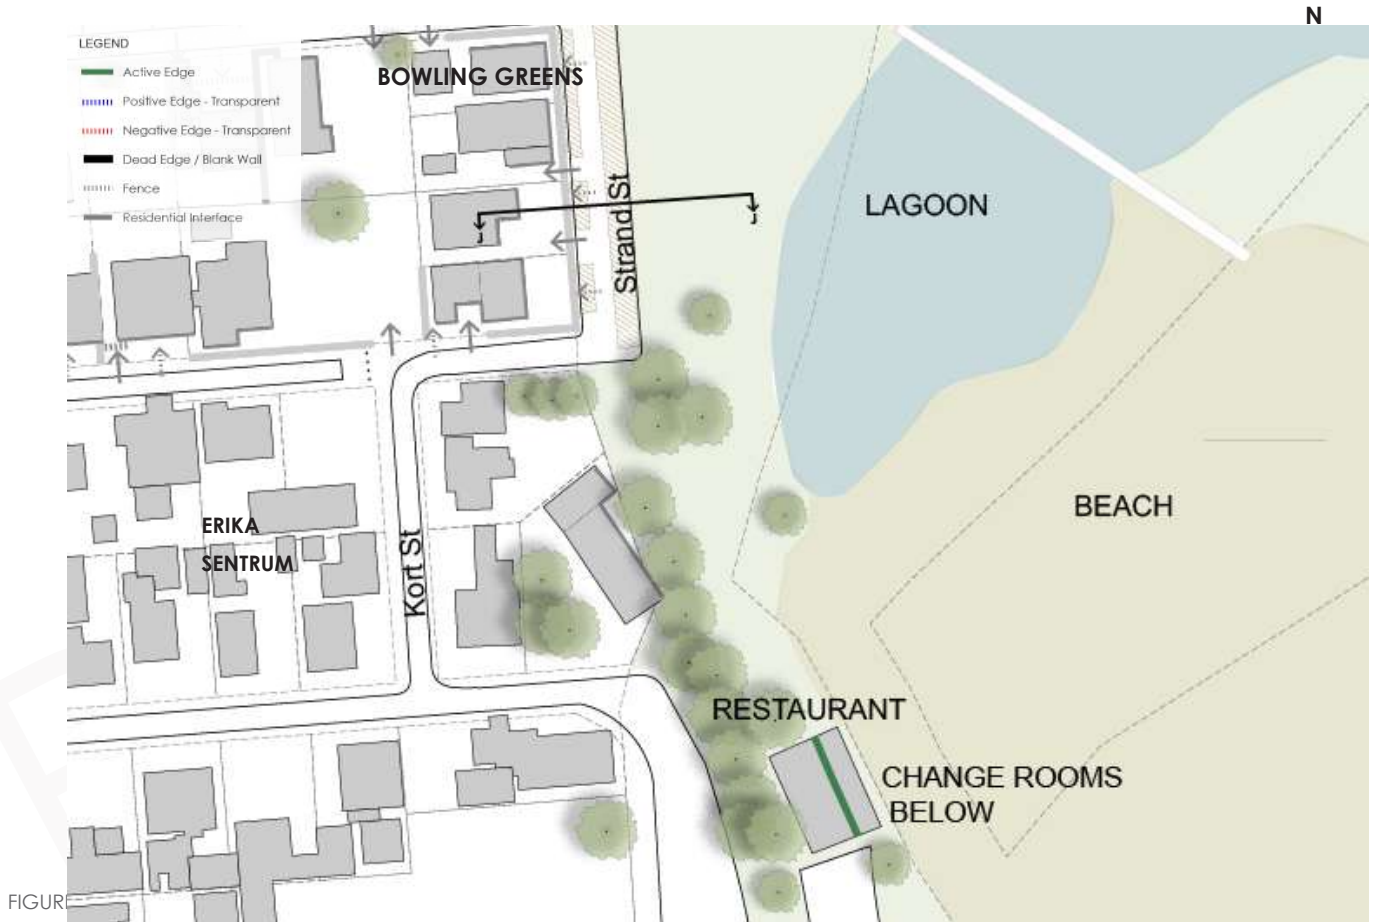 N
LEGEND
Active Edge
Positive Edge - Transparent
Negative Edge - Transparent
Dead Edge / Blank Wall
Fence
Residential Interface
BOWLING GREENS
Strand St
LAGOON
J
J
BEACH
ERIKA
SENTRUM
Kort St
RESTAURANT
CHANGE ROOMS
BELOW
FIGUR